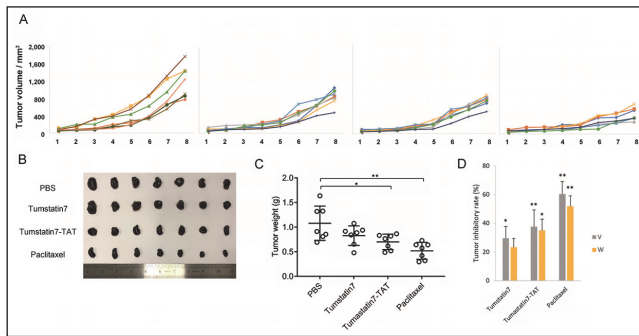 A
Tumor volume / mm³
2,000
1,600
1,200
800
400
0
1 2 3 4 5 6 7 8
1 2 3 4 5 6 7 8
1 2 3 4 5 6 7 8
1 2 3 4 5 6 7 8
B
PBS
Tumstatin7
Tumstatin7-TAT
Paclitaxel
C
Tumor weight (g)
2.0
1.5
1.0
0.5
0.0
**
*
PBS
Tumstatin7
Tumastatin7-TAT
Paclitaxel
D
Tumor inhibitory rate (%)
80
60
40
20
0
*
**
*
**
**
Tumstatin7
Tumstatin7-TAT
Paclitaxel
V
W